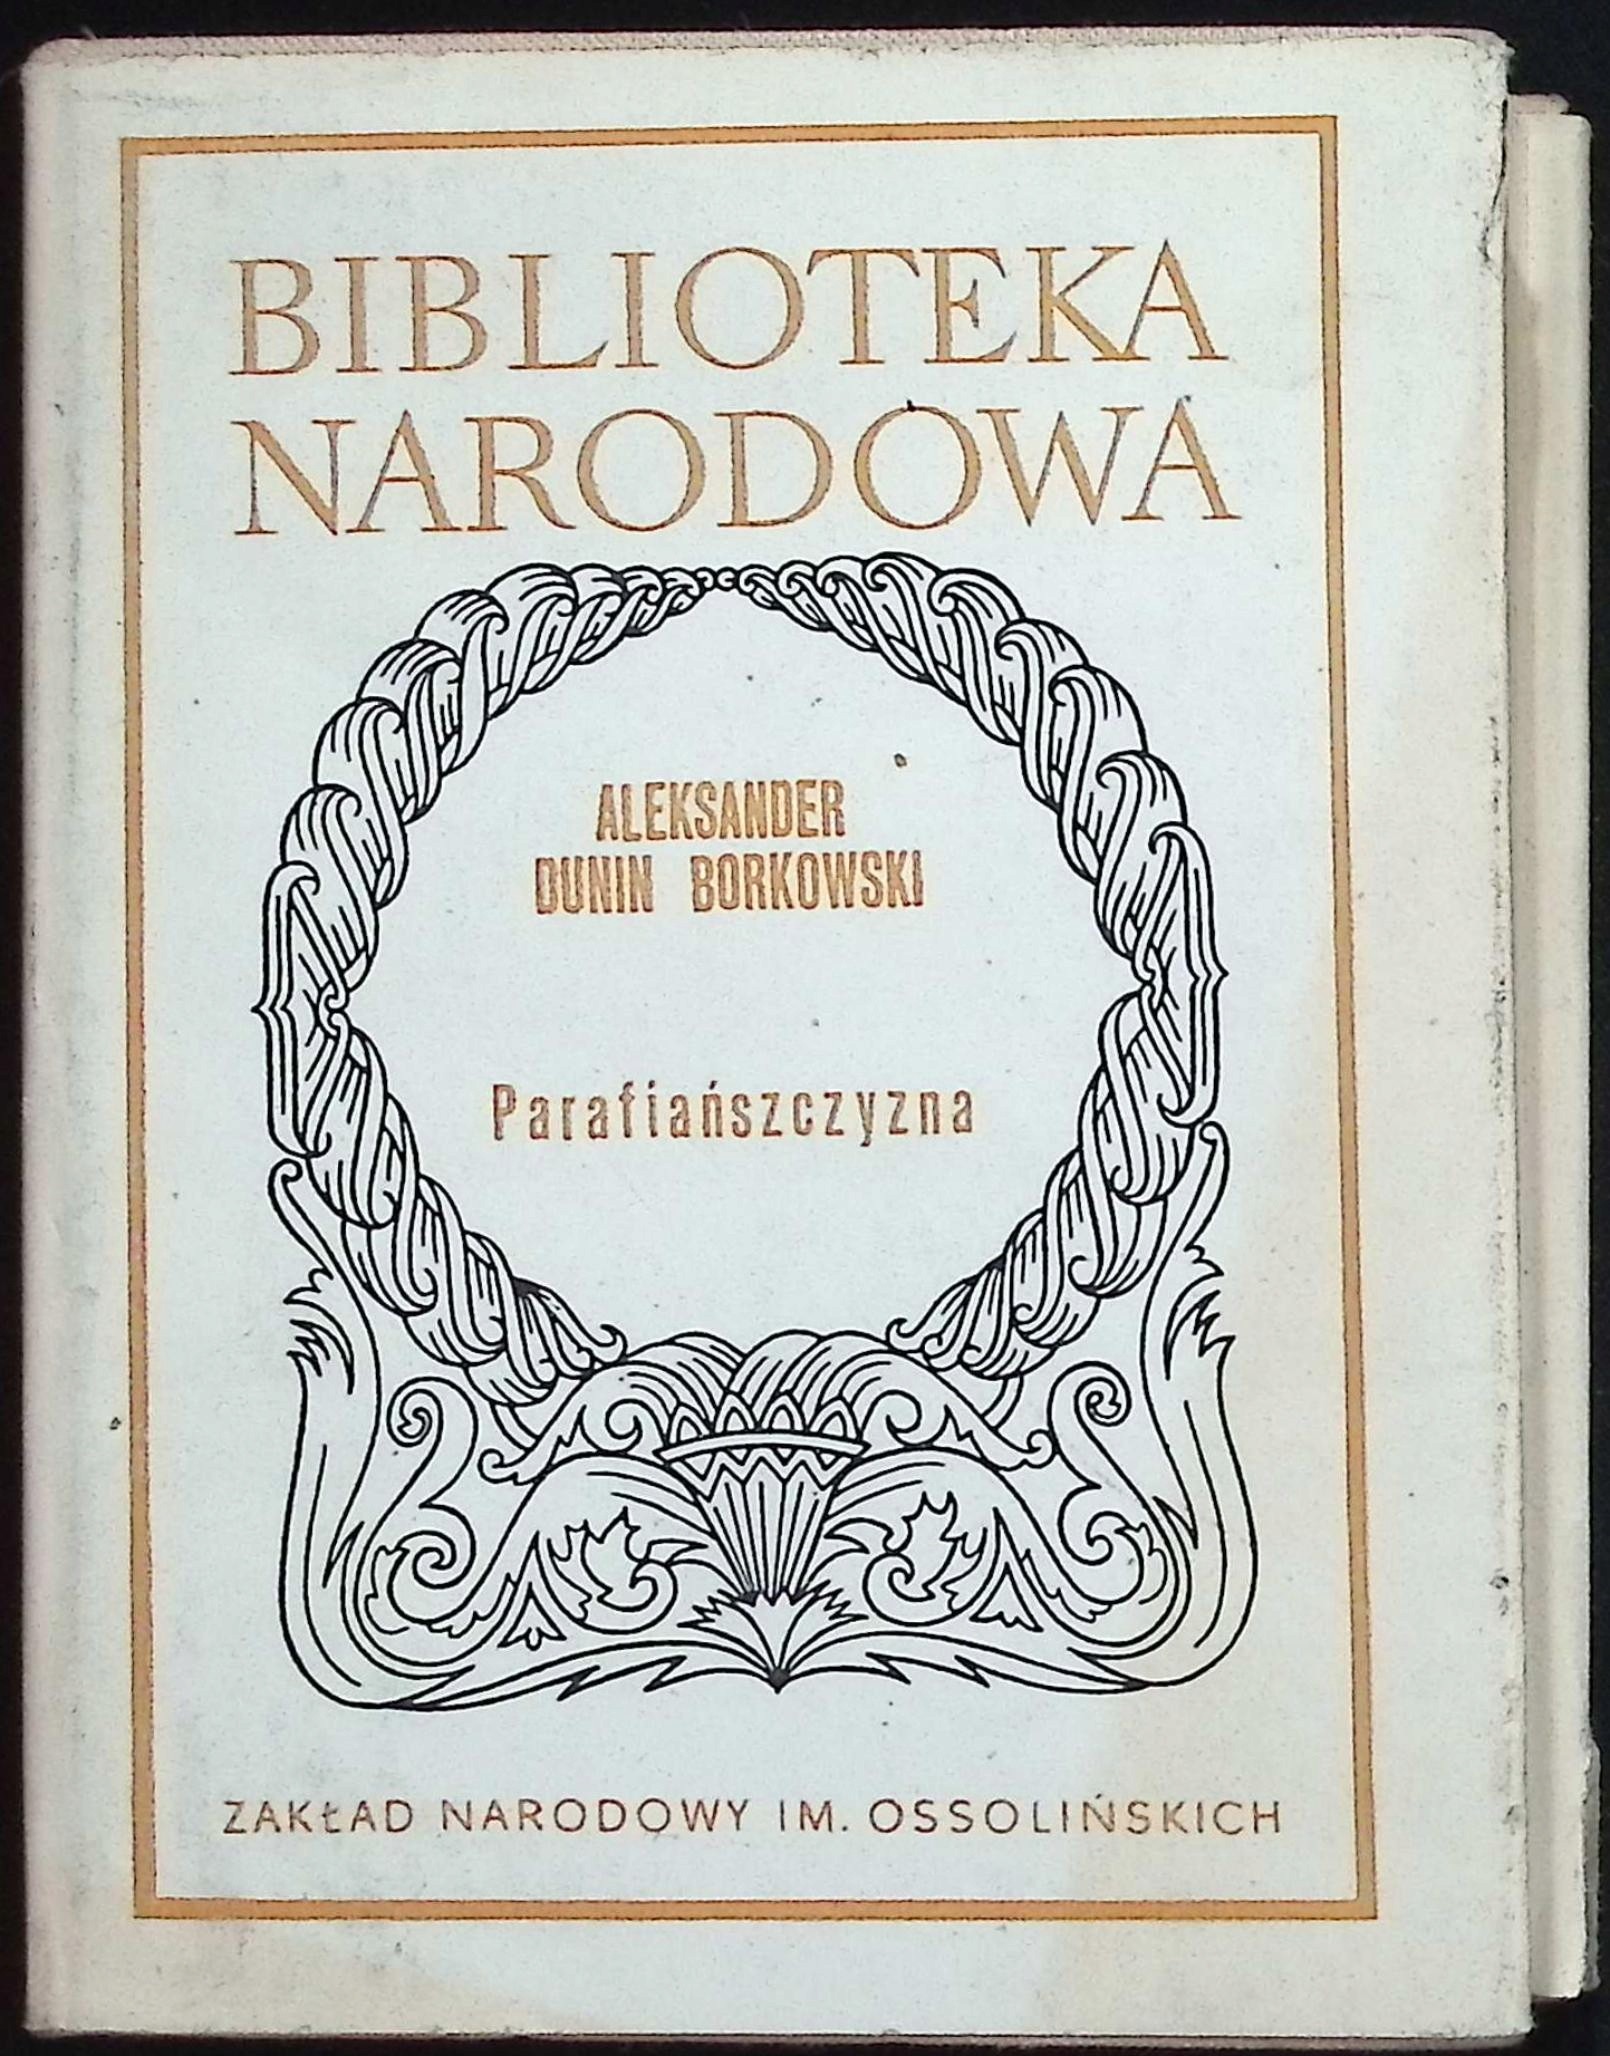 BIBLIOTEKA
NARODOWA
ALEKSANDER
DUNIN BORKOWSKI
Parafiańszczyzna
ZAKŁAD NARODOWY IM. OSSOLIŃSKICH